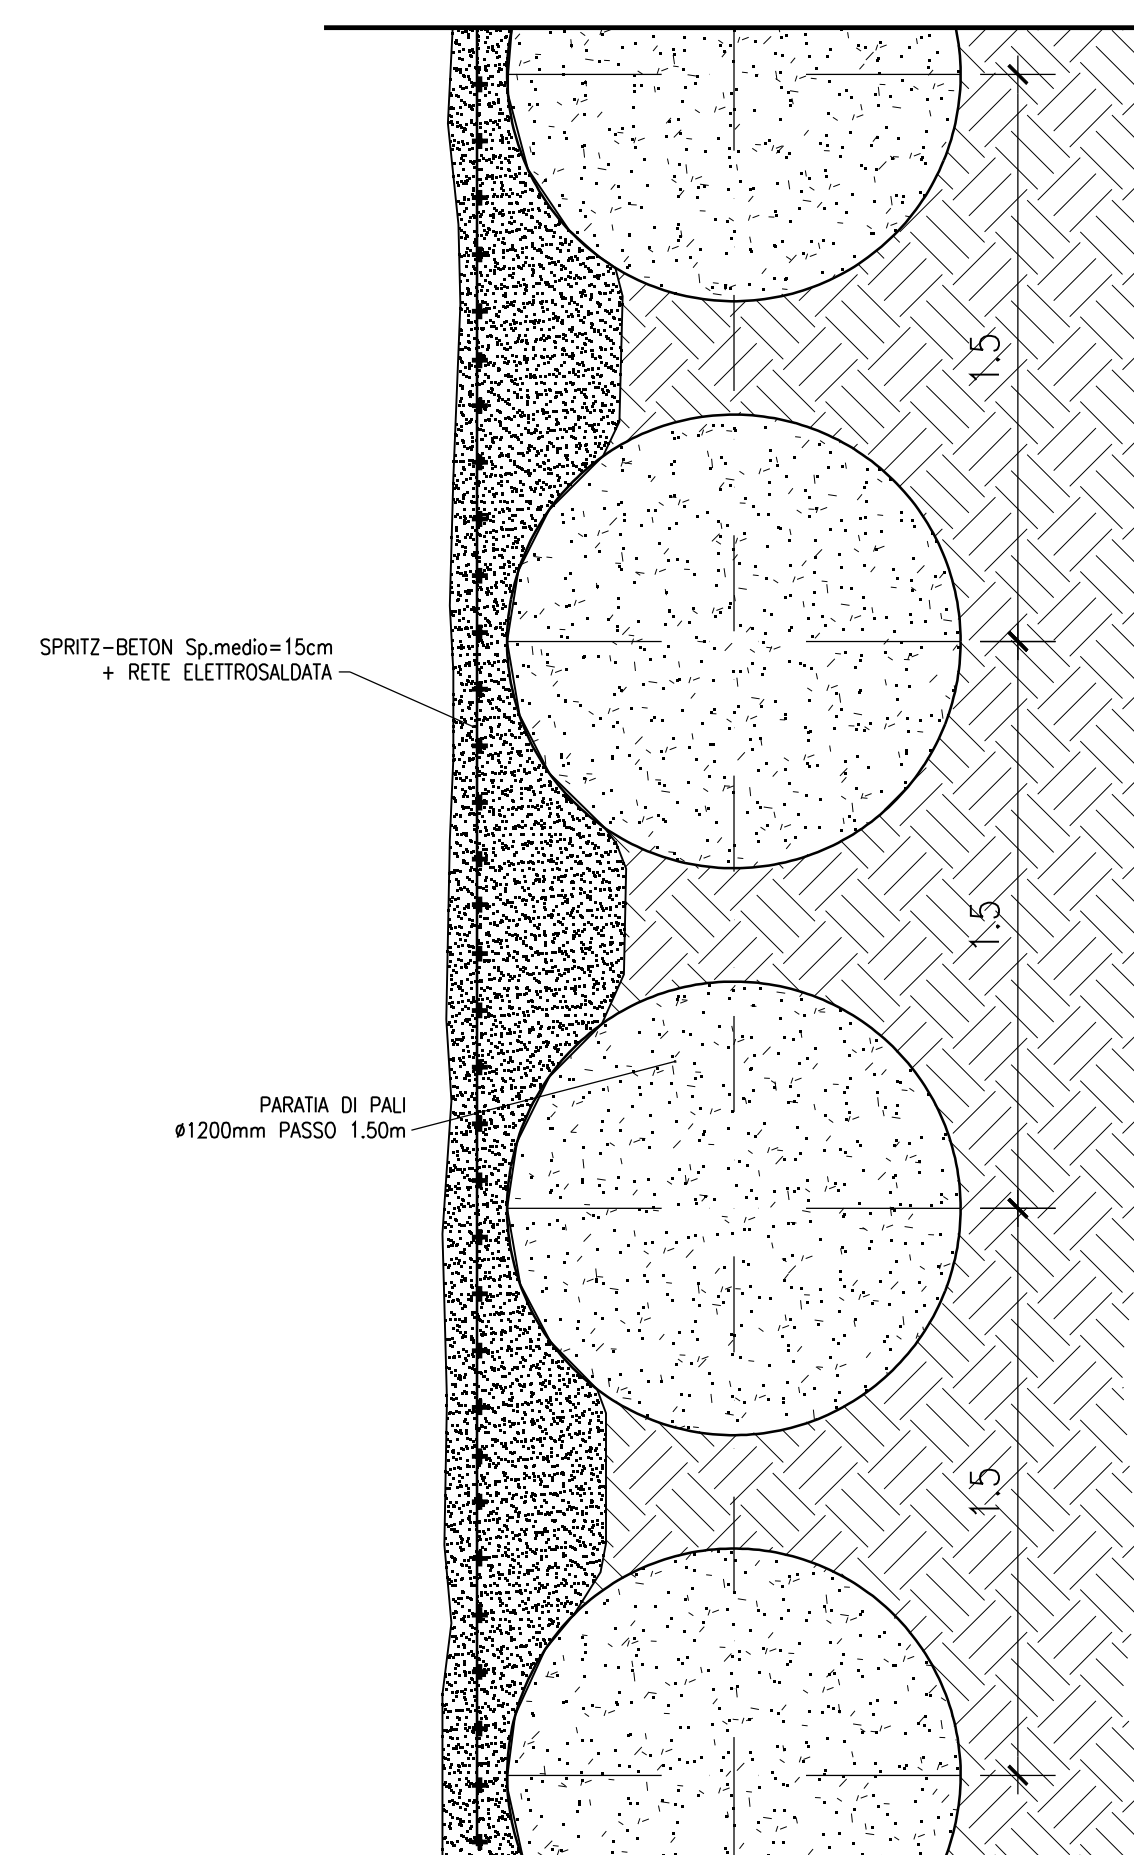 1.5
SPRITZ-BETON Sp.medio=15cm
+ RETE ELETTROSALDATA
1.5
PARATIA DI PALI
ø1200mm PASSO 1.50m
1.5